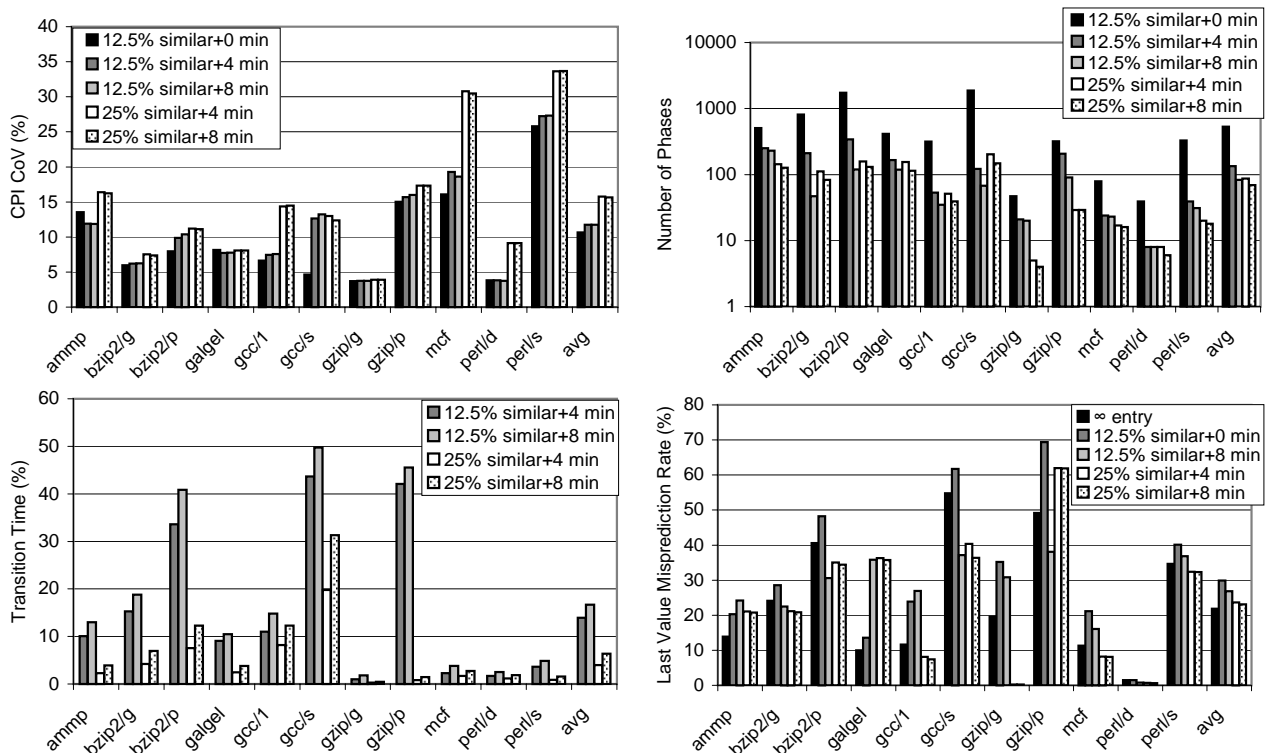 CPI CoV (%)
40
35
30
25
20
15
10
5
0
12.5% similar+0 min
12.5% similar+4 min
12.5% similar+8 min
25% similar+4 min
25% similar+8 min
ammp
bzip2/g
bzip2/p
galgel
gcc/1
gcc/s
gzip/g
gzip/p
mcf
perl/d
perl/s
avg
Number of Phases
10000
1000
100
10
1
12.5% similar+0 min
12.5% similar+4 min
12.5% similar+8 min
25% similar+4 min
25% similar+8 min
ammp
bzip2/g
bzip2/p
galgel
gcc/1
gcc/s
gzip/g
gzip/p
mcf
perl/d
perl/s
avg
Transition Time (%)
60
50
40
30
20
10
0
12.5% similar+4 min
12.5% similar+8 min
25% similar+4 min
25% similar+8 min
ammp
bzip2/g
bzip2/p
galgel
gcc/1
gcc/s
gzip/g
gzip/p
mcf
perl/d
perl/s
avg
Last Value Misprediction Rate (%)
80
70
60
50
40
30
20
10
0
∞ entry
12.5% similar+0 min
12.5% similar+8 min
25% similar+4 min
25% similar+8 min
ammp
bzip2/g
bzip2/p
galgel
gcc/1
gcc/s
gzip/g
gzip/p
mcf
perl/d
perl/s
avg